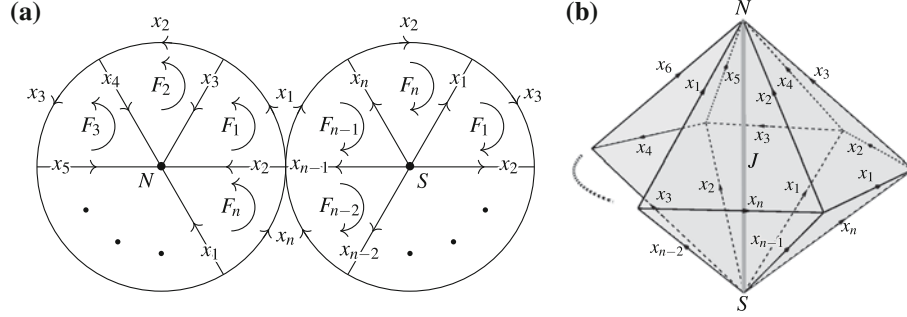 (a)
x₂ x₂
x₄ F₂ x₃ xₙ Fₙ x₁
x₃ x₁ x₃
F₃ F₁ Fₙ₋₁ F₁
x₅ x₂ xₙ₋₁ x₂
N S
Fₙ Fₙ₋₂
x₁ xₙ xₙ₋₂
(b)
N
x₆ x₅ x₄ x₃
x₁ x₂
x₃ x₂
x₄ J
x₂ x₁ x₁
x₃ xₙ
xₙ₋₂ xₙ₋₁ xₙ
S